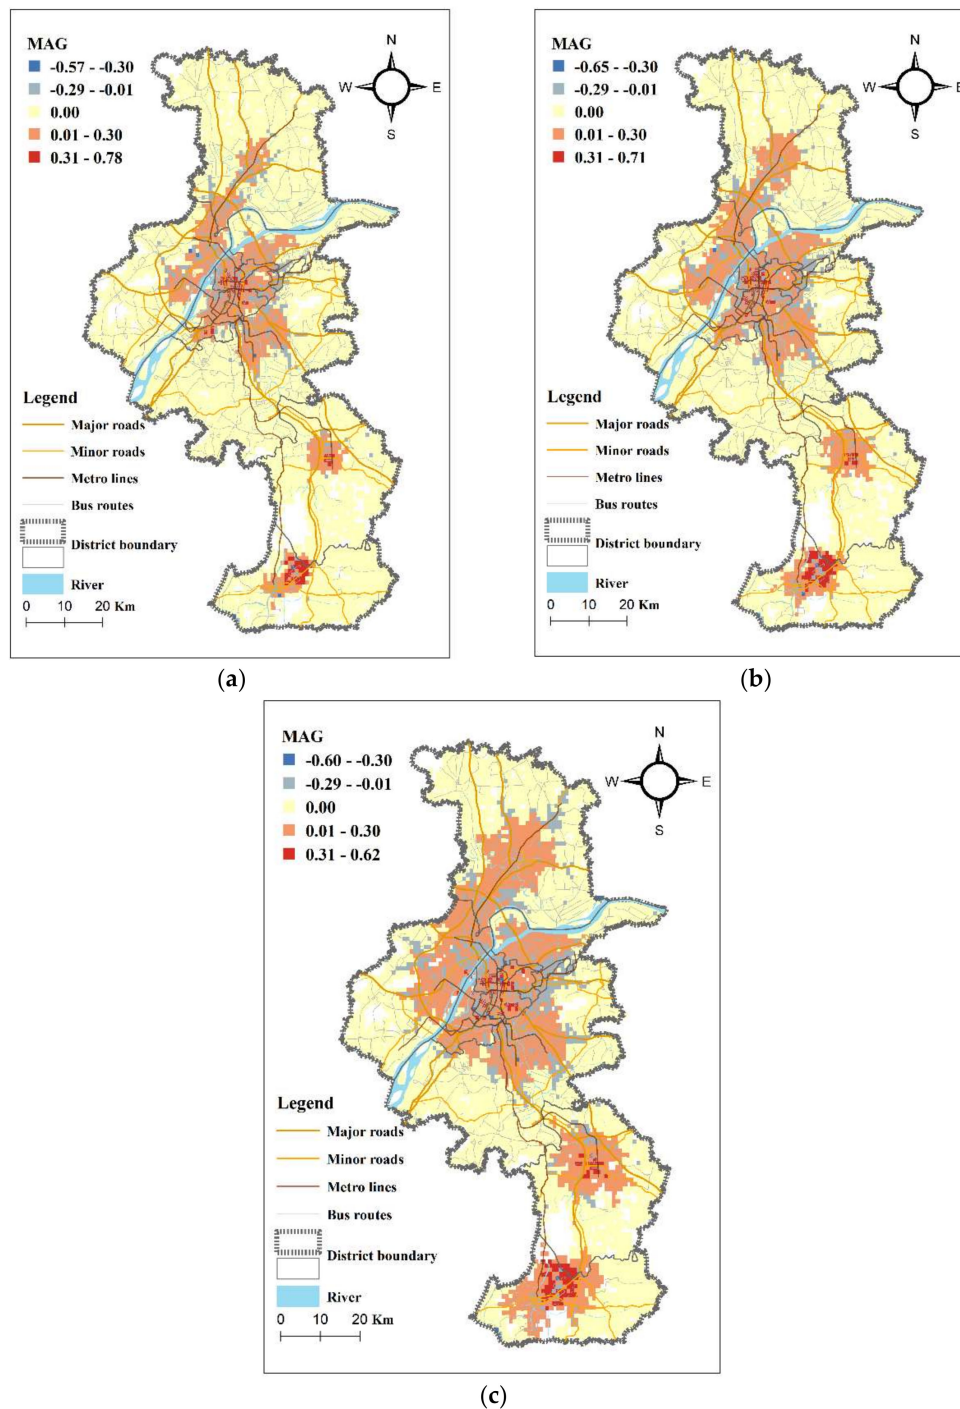 MAG
-0.57 - -0.30
-0.29 - -0.01
0.00
0.01 - 0.30
0.31 - 0.78
N
W E
S
Legend
Major roads
Minor roads
Metro lines
Bus routes
District boundary
River
0 10 20 Km
(a)
MAG
-0.65 - -0.30
-0.29 - -0.01
0.00
0.01 - 0.30
0.31 - 0.71
N
W E
S
Legend
Major roads
Minor roads
Metro lines
Bus routes
District boundary
River
0 10 20 Km
(b)
MAG
-0.60 - -0.30
-0.29 - -0.01
0.00
0.01 - 0.30
0.31 - 0.62
N
W E
S
Legend
Major roads
Minor roads
Metro lines
Bus routes
District boundary
River
0 10 20 Km
(c)